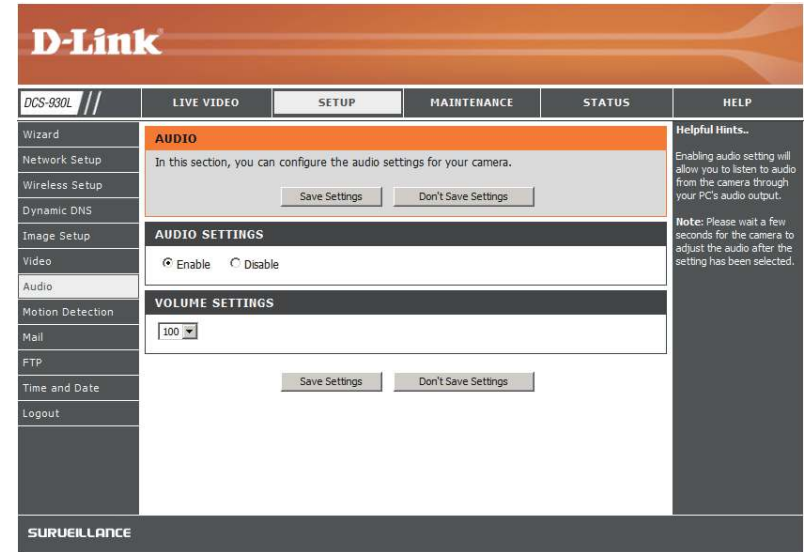 D-Link
DCS-930L //
LIVE VIDEO
SETUP
MAINTENANCE
STATUS
HELP
Wizard
Network Setup
Wireless Setup
Dynamic DNS
Image Setup
Video
Audio
Motion Detection
Mail
FTP
Time and Date
Logout
AUDIO
In this section, you can configure the audio settings for your camera.
Save Settings
Don't Save Settings
AUDIO SETTINGS
Enable
Disable
VOLUME SETTINGS
100
Save Settings
Don't Save Settings
Helpful Hints..
Enabling audio setting will
allow you to listen to audio
from the camera through
your PC's audio output.
Note: Please wait a few
seconds for the camera to
adjust the audio after the
setting has been selected.
SURVEILLANCE